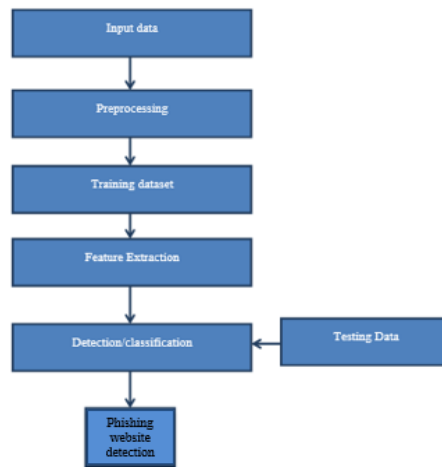 Input data
Preprocessing
Training dataset
Feature Extraction
Detection/classification
Testing Data
Phishing
website
detection